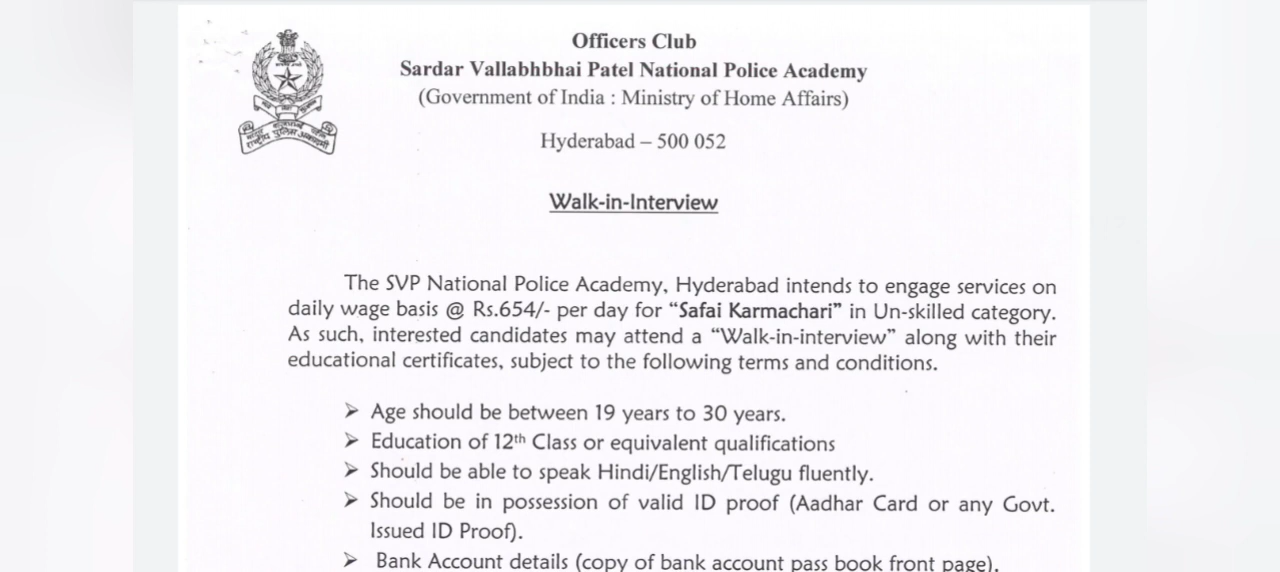 Officers Club
Sardar Vallabhbhai Patel National Police Academy
(Government of India : Ministry of Home Affairs)
Hyderabad – 500 052
Walk-in-Interview
The SVP National Police Academy, Hyderabad intends to engage services on
daily wage basis @ Rs.654/- per day for “Safai Karmachari” in Un-skilled category.
As such, interested candidates may attend a “Walk-in-interview” along with their
educational certificates, subject to the following terms and conditions.
➢ Age should be between 19 years to 30 years.
➢ Education of 12th Class or equivalent qualifications
➢ Should be able to speak Hindi/English/Telugu fluently.
➢ Should be in possession of valid ID proof (Aadhar Card or any Govt.
Issued ID Proof).
➢ Bank Account details (copy of bank account pass book front page).
राष्ट्रीय पुलिस अकादमी